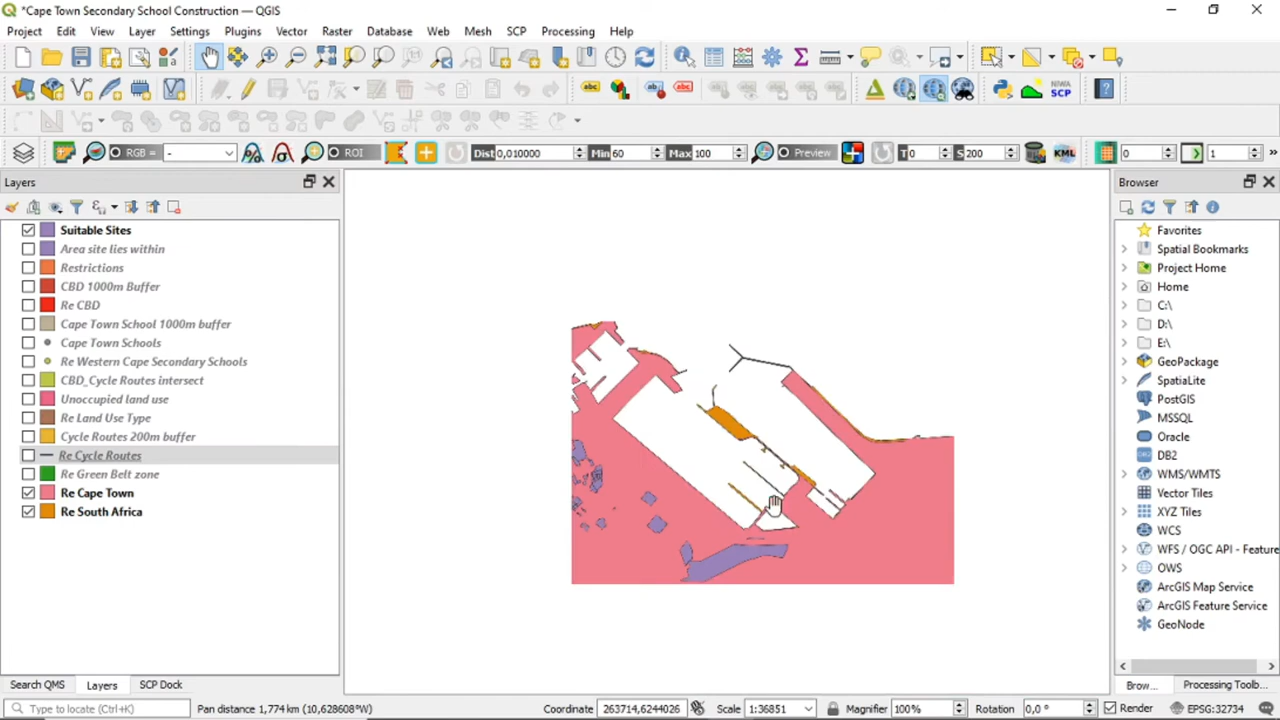 *Cape Town Secondary School Construction — QGIS
Project Edit View Layer Settings Plugins Vector Raster Database Web Mesh SCP Processing Help
abc abc abc NIWA SCP
RGB = - ROI Dist 0,010000 Min 60 Max 100 Preview T 0 S 200 KML 0 1 »
Layers
Suitable Sites
Area site lies within
Restrictions
CBD 1000m Buffer
Re CBD
Cape Town School 1000m buffer
Cape Town Schools
Re Western Cape Secondary Schools
CBD_Cycle Routes intersect
Unoccupied land use
Re Land Use Type
Cycle Routes 200m buffer
Re Cycle Routes
Re Green Belt zone
Re Cape Town
Re South Africa
Search QMS Layers SCP Dock
Browser
Favorites
Spatial Bookmarks
Project Home
Home
C:\
D:\
E:\
GeoPackage
SpatiaLite
PostGIS
MSSQL
Oracle
DB2
WMS/WMTS
Vector Tiles
XYZ Tiles
WCS
WFS / OGC API - Feature
OWS
ArcGIS Map Service
ArcGIS Feature Service
GeoNode
Brow... Processing Toolb...
Type to locate (Ctrl+K) Pan distance 1,774 km (10,628608°W) Coordinate 263714,6244026 Scale 1:36851 Magnifier 100% Rotation 0,0 ° Render EPSG:32734